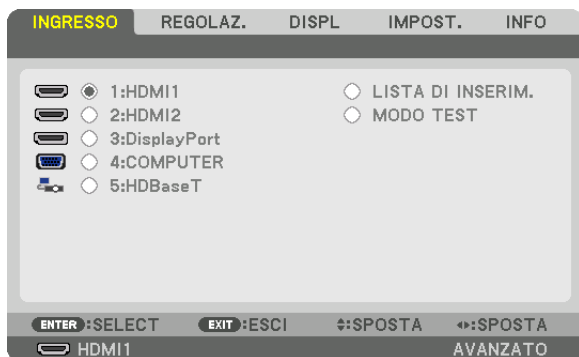 INGRESSO REGOLAZ. DISPL IMPOST. INFO
1:HDMI1 LISTA DI INSERIM.
2:HDMI2 MODO TEST
3:DisplayPort
4:COMPUTER
5:HDBaseT
ENTER:SELECT EXIT:ESCI :SPOSTA :SPOSTA
HDMI1 AVANZATO